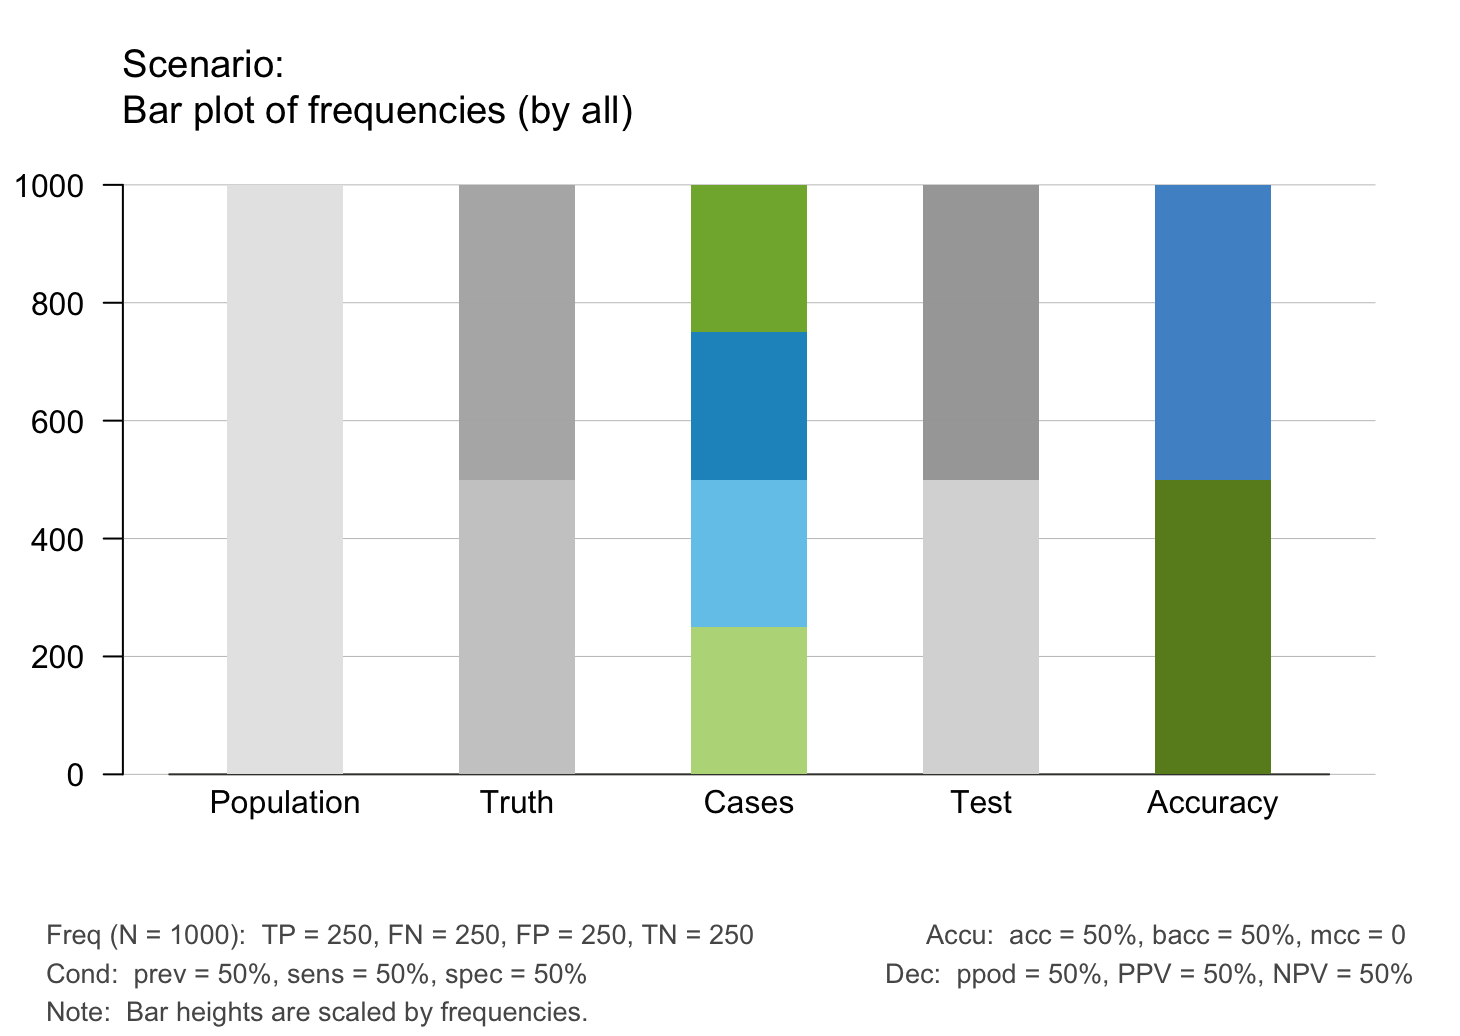 Scenario:
Bar plot of frequencies (by all)
1000
800
600
400
200
0
Population
Truth
Cases
Test
Accuracy
Freq (N = 1000):  TP = 250, FN = 250, FP = 250, TN = 250
Accu:  acc = 50%, bacc = 50%, mcc = 0
Cond:  prev = 50%, sens = 50%, spec = 50%
Dec:  ppod = 50%, PPV = 50%, NPV = 50%
Note:  Bar heights are scaled by frequencies.